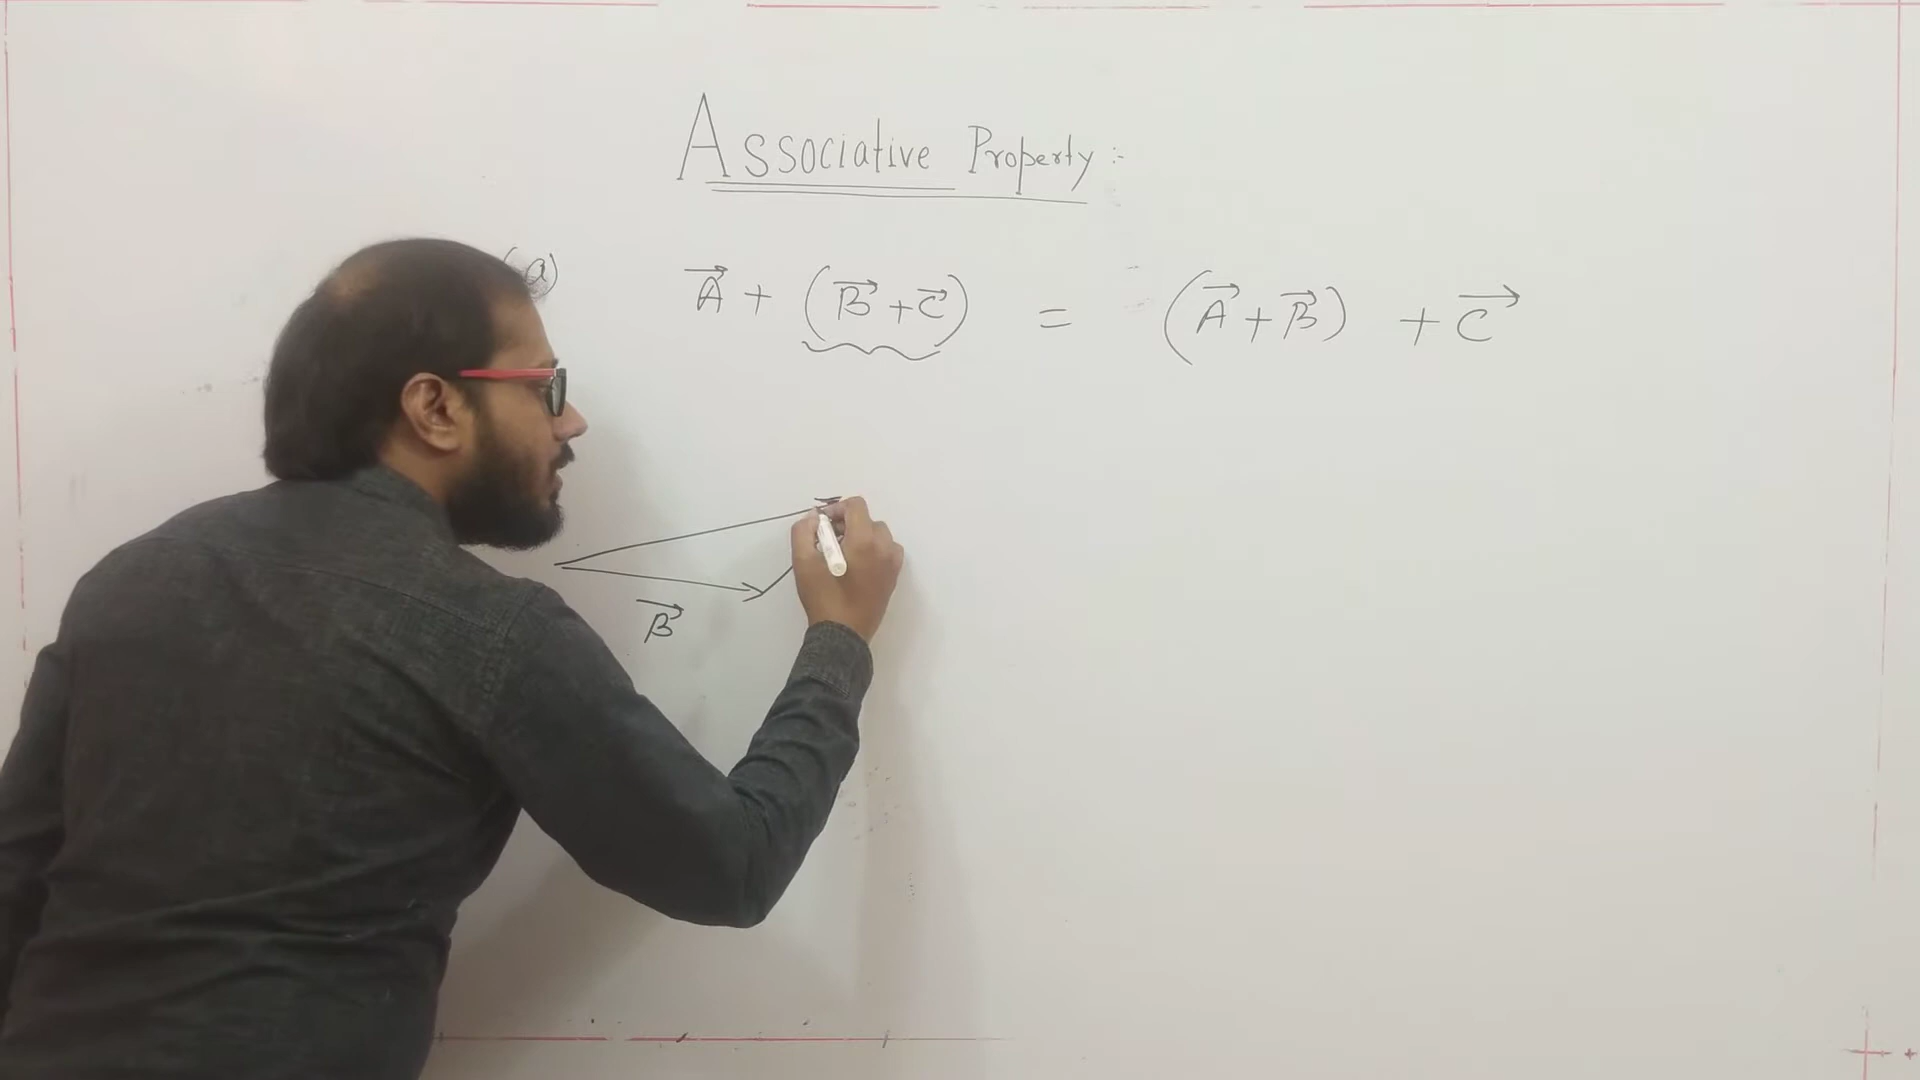 Associative Property :-
(a) A⃗ + (B⃗ + C⃗) = (A⃗ + B⃗) + C⃗
B⃗